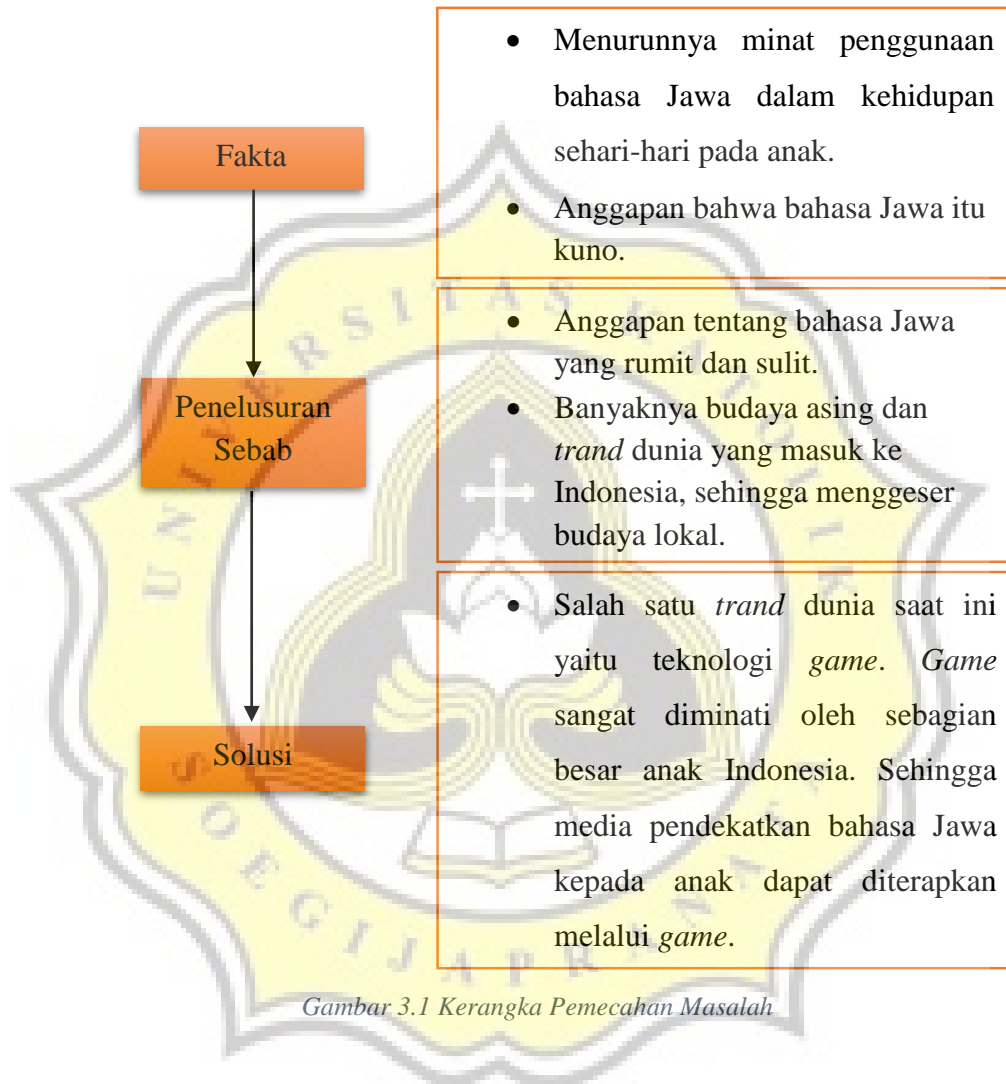 Fakta
• Menurunnya minat penggunaan
bahasa Jawa dalam kehidupan
sehari-hari pada anak.
• Anggapan bahwa bahasa Jawa itu
kuno.
Penelusuran
Sebab
• Anggapan tentang bahasa Jawa
yang rumit dan sulit.
• Banyaknya budaya asing dan
trand dunia yang masuk ke
Indonesia, sehingga menggeser
budaya lokal.
Solusi
• Salah satu trand dunia saat ini
yaitu teknologi game. Game
sangat diminati oleh sebagian
besar anak Indonesia. Sehingga
media pendekatkan bahasa Jawa
kepada anak dapat diterapkan
melalui game.
Gambar 3.1 Kerangka Pemecahan Masalah
UNIVERSITAS KATOLIK
SOEGIJAPRANATA